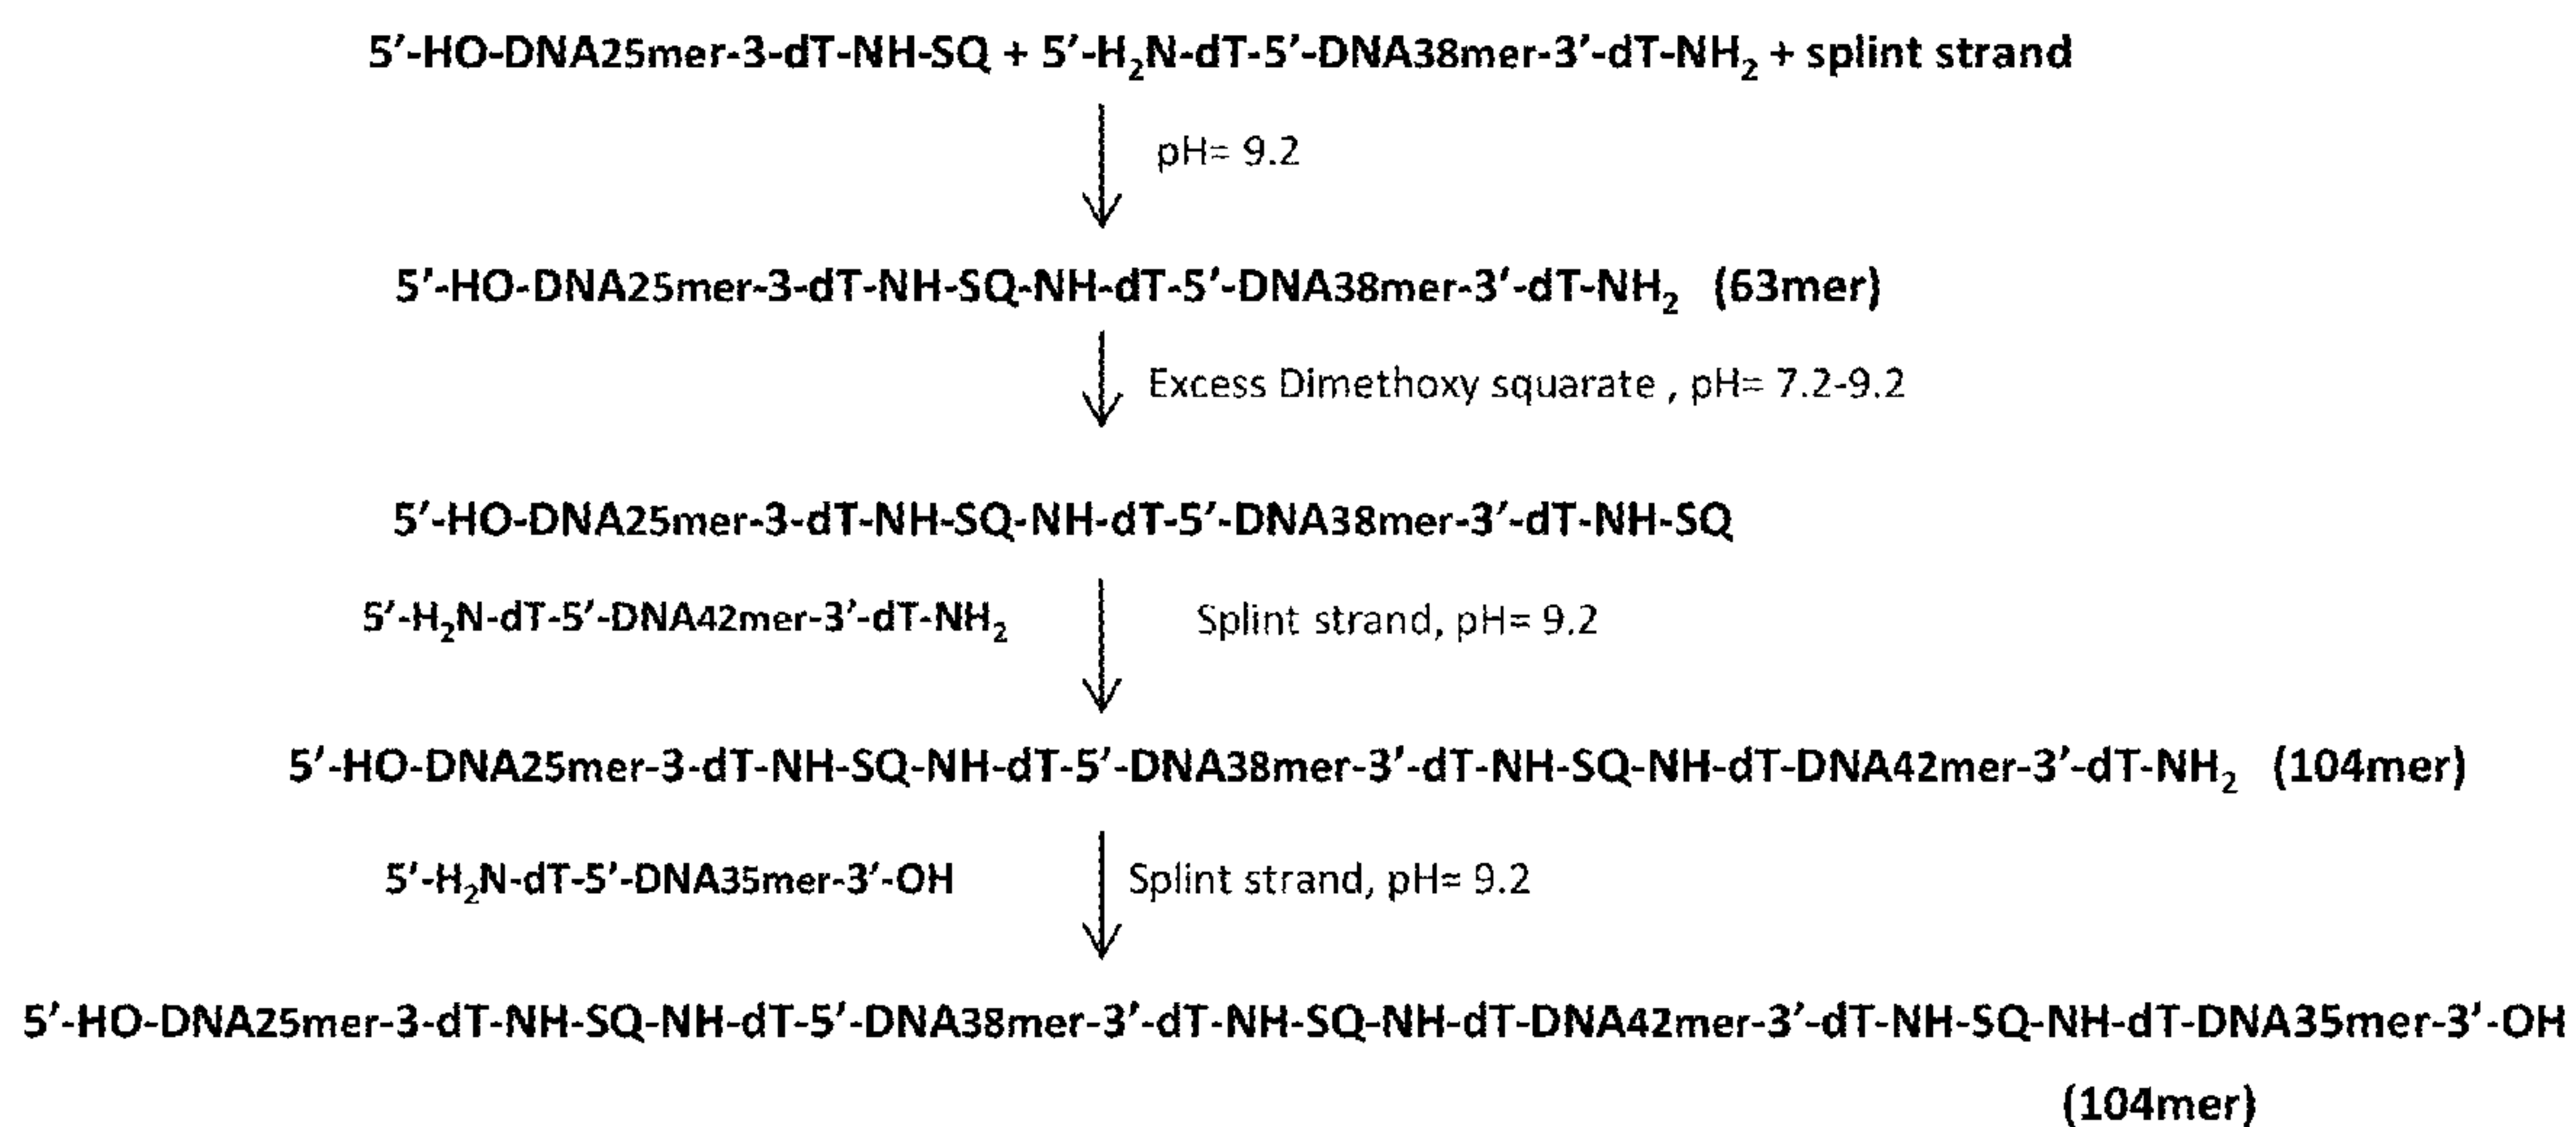 5′-HO-DNA25mer-3-dT-NH-SQ + 5′-H₂N-dT-5′-DNA38mer-3′-dT-NH₂ + splint strand
pH= 9.2
5′-HO-DNA25mer-3-dT-NH-SQ-NH-dT-5′-DNA38mer-3′-dT-NH₂ (63mer)
Excess Dimethoxy squarate , pH= 7.2-9.2
5′-HO-DNA25mer-3-dT-NH-SQ-NH-dT-5′-DNA38mer-3′-dT-NH-SQ
5′-H₂N-dT-5′-DNA42mer-3′-dT-NH₂ Splint strand, pH= 9.2
5′-HO-DNA25mer-3-dT-NH-SQ-NH-dT-5′-DNA38mer-3′-dT-NH-SQ-NH-dT-DNA42mer-3′-dT-NH₂ (104mer)
5′-H₂N-dT-5′-DNA35mer-3′-OH Splint strand, pH= 9.2
5′-HO-DNA25mer-3-dT-NH-SQ-NH-dT-5′-DNA38mer-3′-dT-NH-SQ-NH-dT-DNA42mer-3′-dT-NH-SQ-NH-dT-DNA35mer-3′-OH
(104mer)